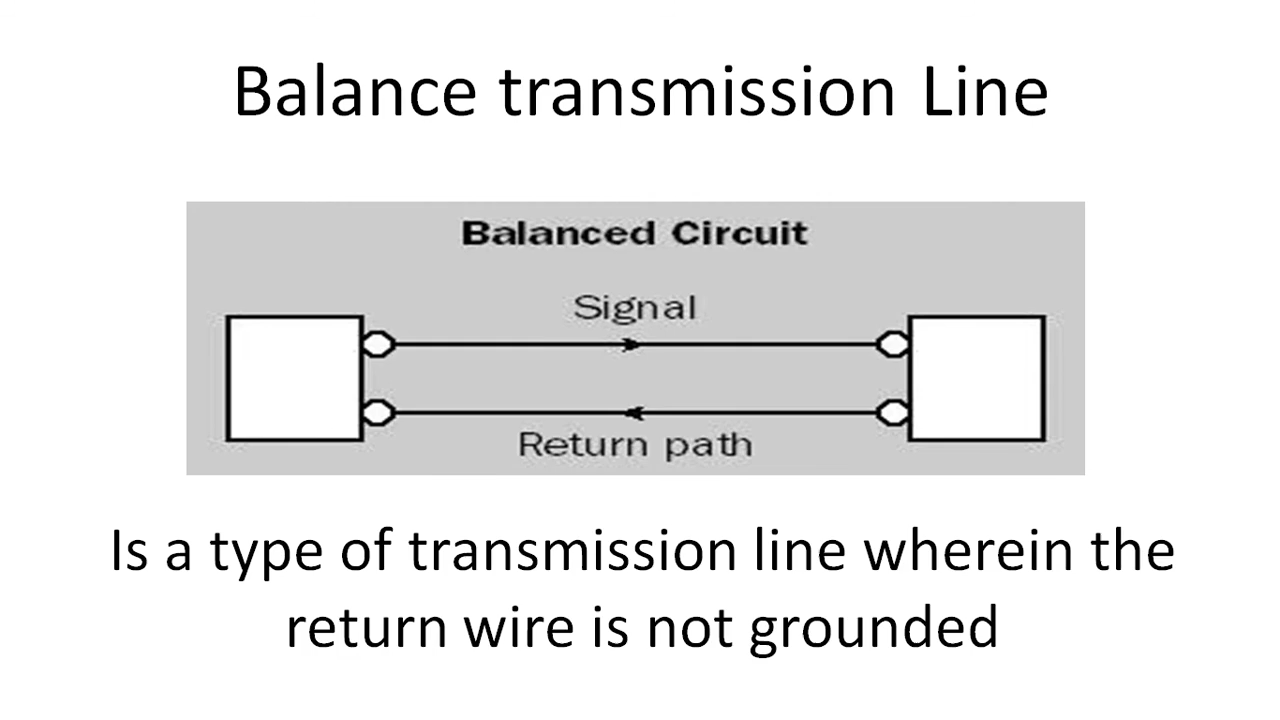 Balance transmission Line
Balanced Circuit
Signal
Return path
Is a type of transmission line wherein the
return wire is not grounded